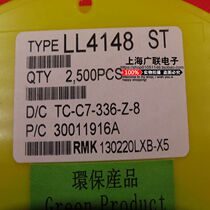 上海广联电子
TYPE LL4148 ST
QTY 2,500PCS
D/C TC-C7-336-Z-8
P/C 30011916A
RMK 130220LXB-X5
環保産品
Green Product